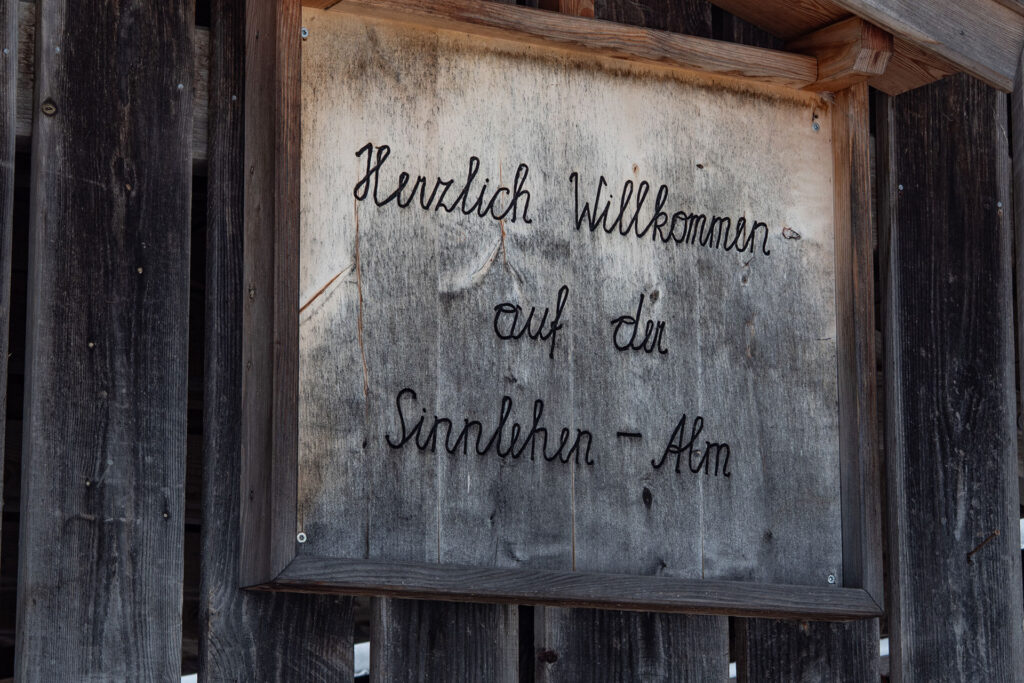 Herzlich Willkommen
auf der
Sinnlehen - Alm